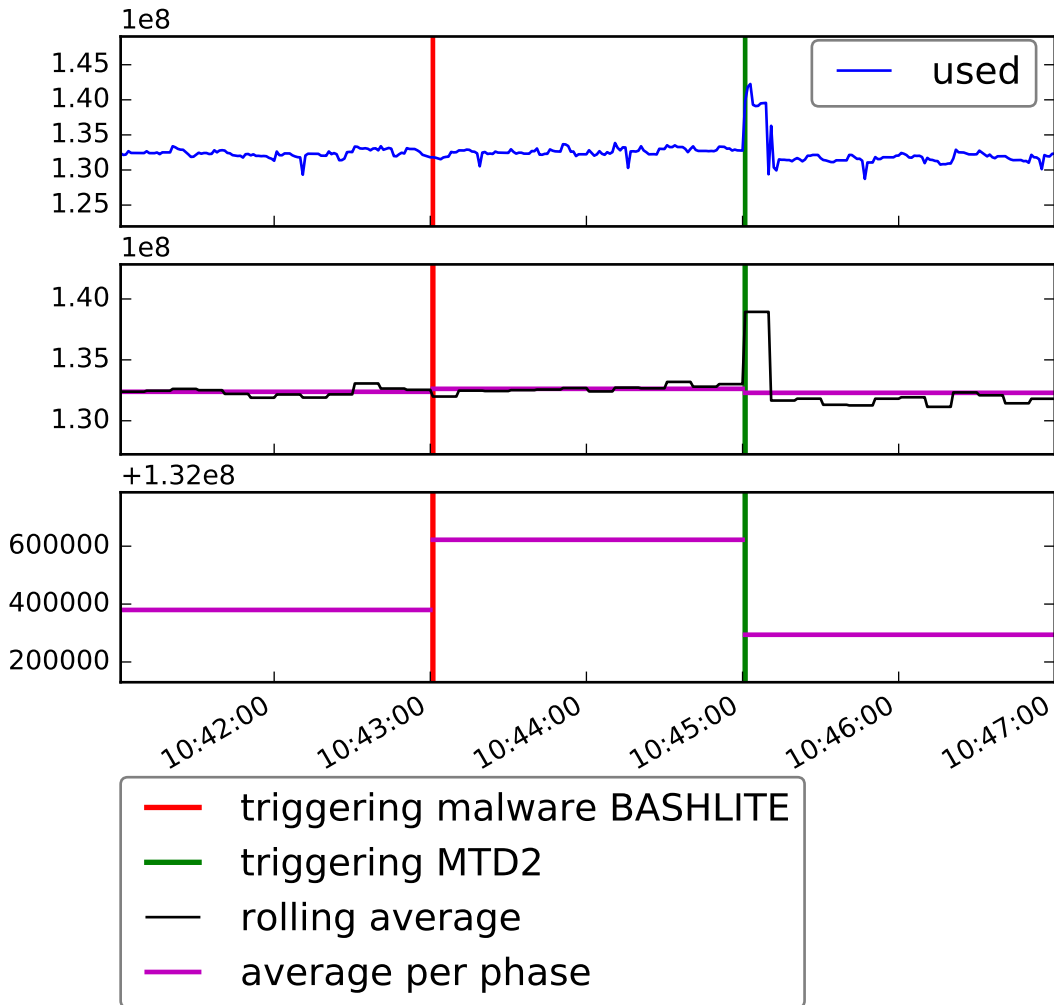 1e8
1.45
1.40
1.35
1.30
1.25
used
1e8
1.40
1.35
1.30
+1.32e8
600000
400000
200000
10:42:00
10:43:00
10:44:00
10:45:00
10:46:00
10:47:00
triggering malware BASHLITE
triggering MTD2
rolling average
average per phase